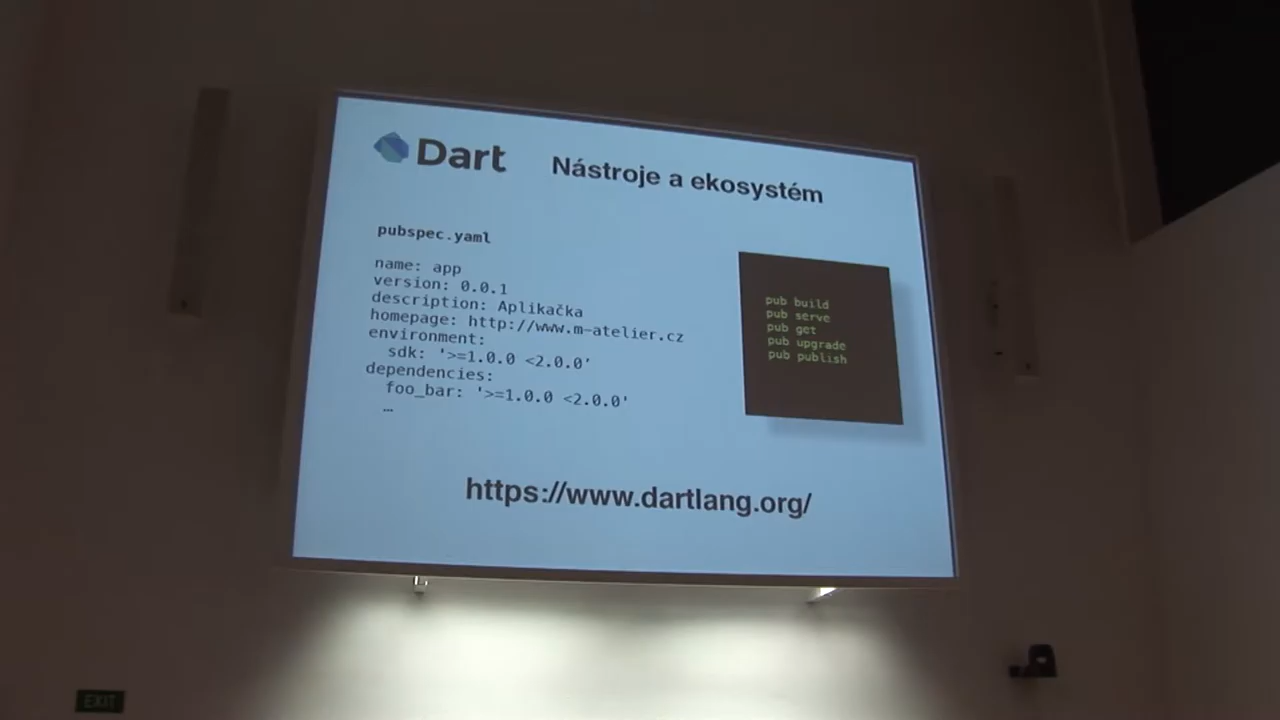 Dart
Nástroje a ekosystém
pubspec.yaml
name: app
version: 0.0.1
description: Aplikačka
homepage: http://www.m-atelier.cz
environment:
sdk: '>=1.0.0 <2.0.0'
dependencies:
foo_bar: '>=1.0.0 <2.0.0'
…
pub build
pub serve
pub get
pub upgrade
pub publish
https://www.dartlang.org/
EXIT